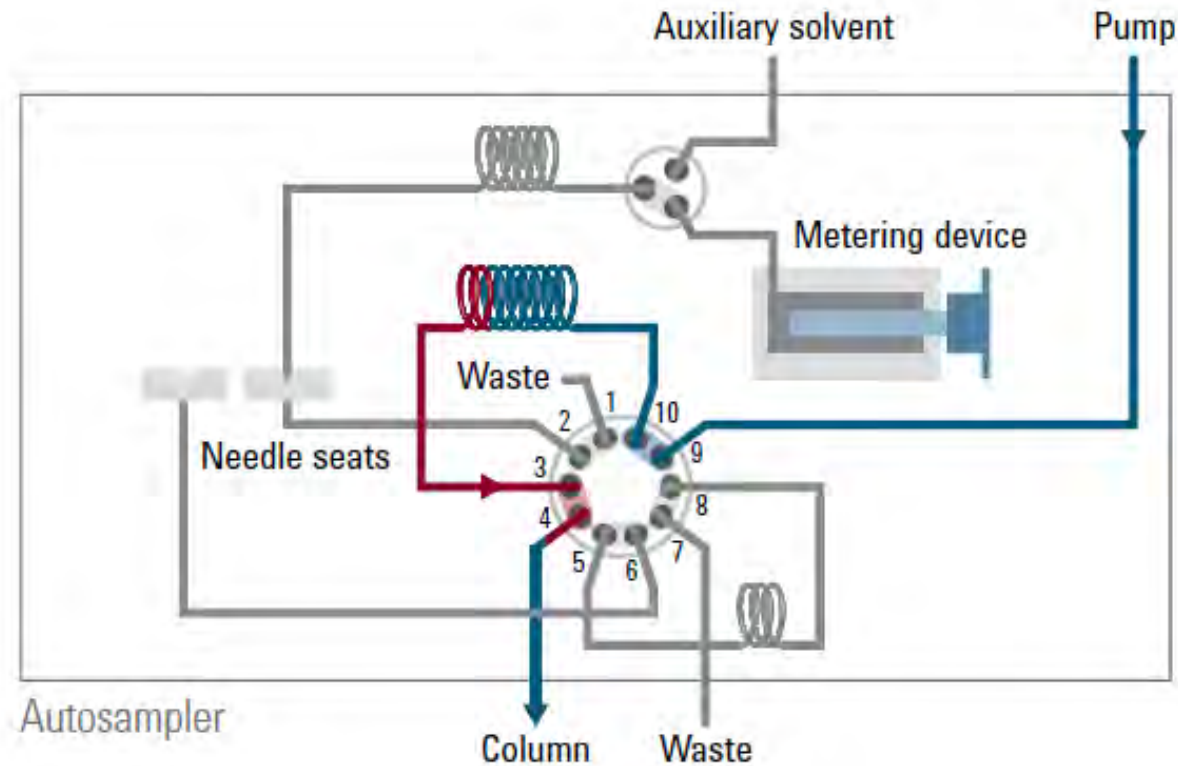 Auxiliary solvent
Pump
Metering device
Waste
1
10
2
9
Needle seats
3
8
4
7
5
6
Autosampler
Column
Waste